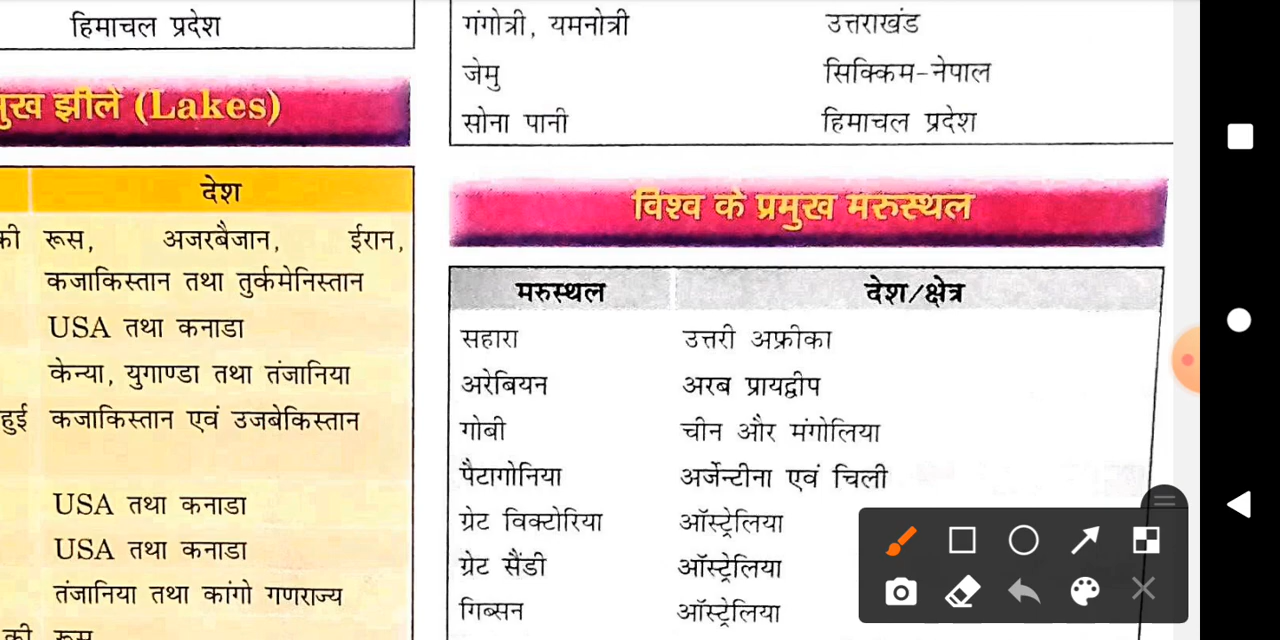 हिमाचल प्रदेश
मुख झीलें (Lakes)
देश
की रूस, अजरबैजान, ईरान,
कजाकिस्तान तथा तुर्कमेनिस्तान
USA तथा कनाडा
केन्या, युगाण्डा तथा तंजानिया
हुई कजाकिस्तान एवं उजबेकिस्तान
USA तथा कनाडा
USA तथा कनाडा
तंजानिया तथा कांगो गणराज्य
की रूस
गंगोत्री, यमनोत्री उत्तराखंड
जेमु सिक्किम-नेपाल
सोना पानी हिमाचल प्रदेश
विश्व के प्रमुख मरुस्थल
मरुस्थल देश/क्षेत्र
सहारा उत्तरी अफ्रीका
अरेबियन अरब प्रायद्वीप
गोबी चीन और मंगोलिया
पैटागोनिया अर्जेन्टीना एवं चिली
ग्रेट विक्टोरिया ऑस्ट्रेलिया
ग्रेट सैंडी ऑस्ट्रेलिया
गिब्सन ऑस्ट्रेलिया